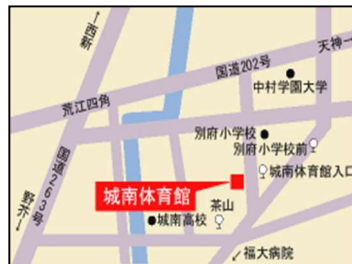 ←西新
天神一
国道202号
中村学園大学
荒江四角
別府小学校
別府小学校前
国道263号
城南体育館入口
城南体育館
野芥→
茶山
城南高校
福大病院